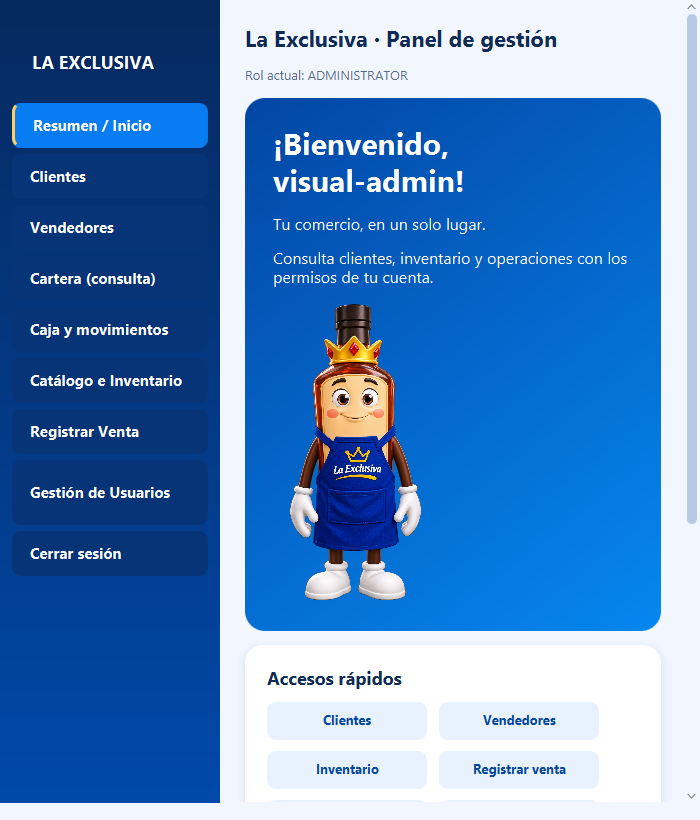 LA EXCLUSIVA
Resumen / Inicio
Clientes
Vendedores
Cartera (consulta)
Caja y movimientos
Catálogo e Inventario
Registrar Venta
Gestión de Usuarios
Cerrar sesión
La Exclusiva · Panel de gestión
Rol actual: ADMINISTRATOR
¡Bienvenido,
visual-admin!
Tu comercio, en un solo lugar.
Consulta clientes, inventario y operaciones con los
permisos de tu cuenta.
La Exclusiva
Accesos rápidos
Clientes
Vendedores
Inventario
Registrar venta